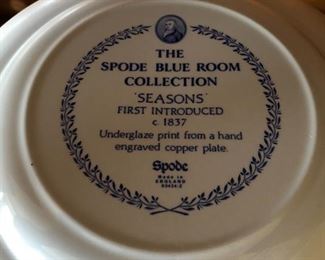 THE
SPODE BLUE ROOM
COLLECTION
'SEASONS'
FIRST INTRODUCED
c. 1837
Underglaze print from a hand
engraved copper plate.
Spode
Made in
ENGLAND